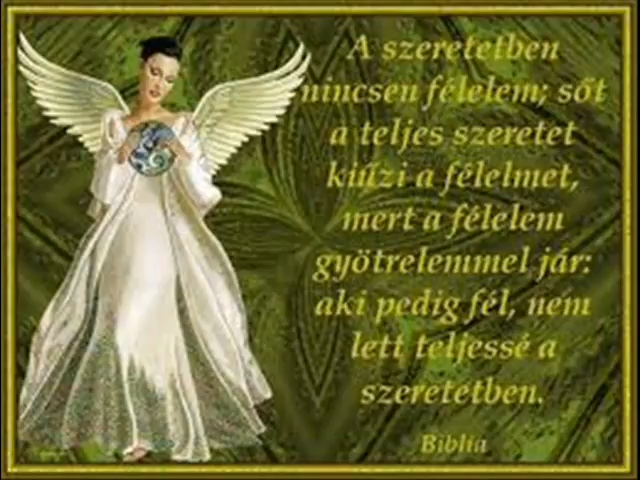 A szeretetben
nincsen félelem; sőt
a teljes szeretet
kiűzi a félelmet,
mert a félelem
gyötrelemmel jár:
aki pedig fél, nem
lett teljessé a
szeretetben.
Biblia